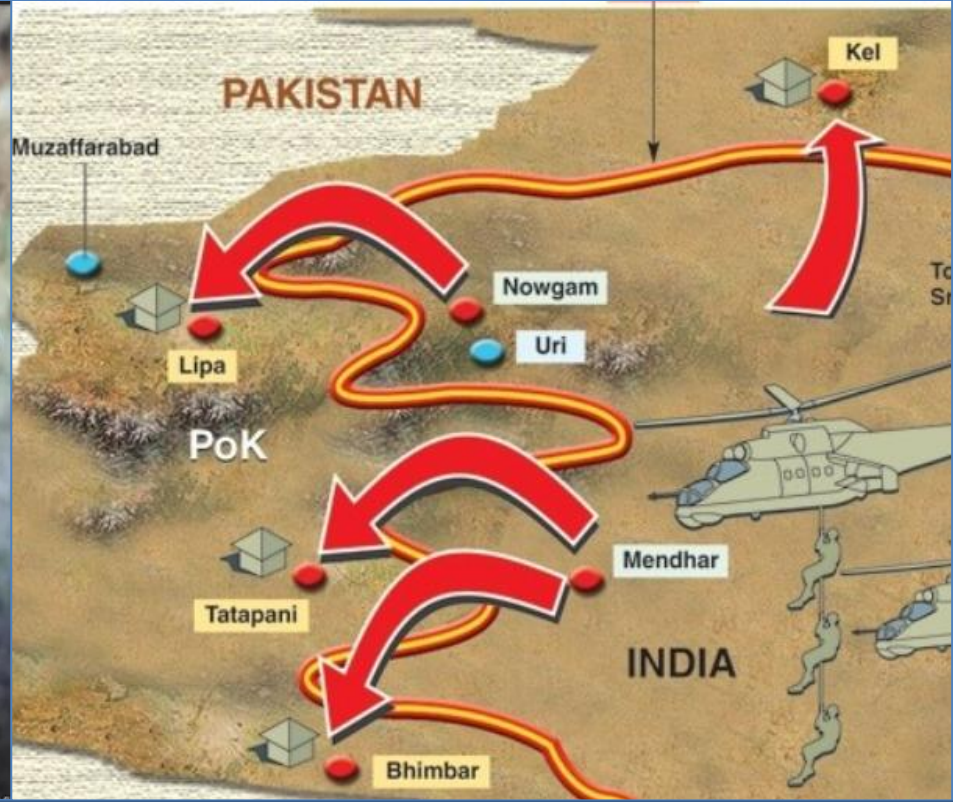 Kel
PAKISTAN
Muzaffarabad
Nowgam
Uri
Lipa
PoK
Mendhar
Tatapani
INDIA
Bhimbar